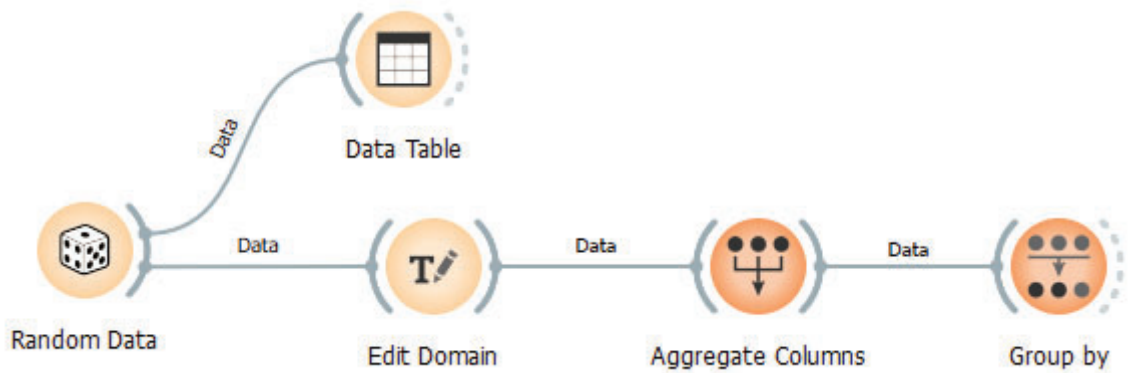 Data
Data Table
Data
Data
Data
Random Data
T
Edit Domain
Aggregate Columns
Group by